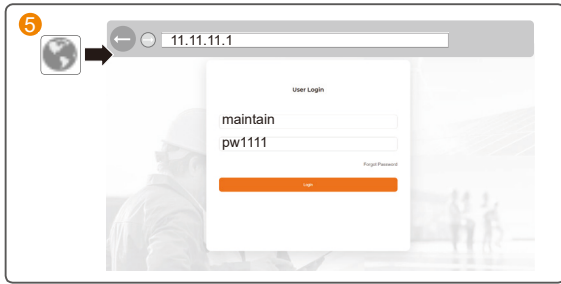 5
11.11.11.1
User Login
maintain
pw1111
Forgot Password
Login